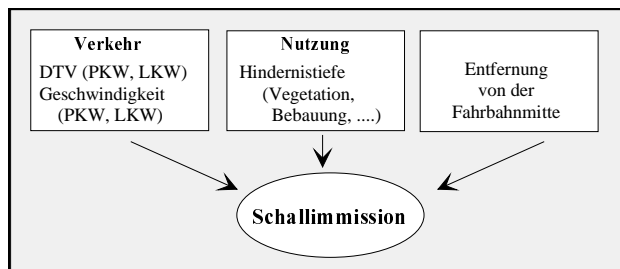 Verkehr
DTV (PKW, LKW)
Geschwindigkeit
(PKW, LKW)
Nutzung
Hindernistiefe
(Vegetation,
Bebauung, ....)
Entfernung
von der
Fahrbahnmitte
Schallimmission